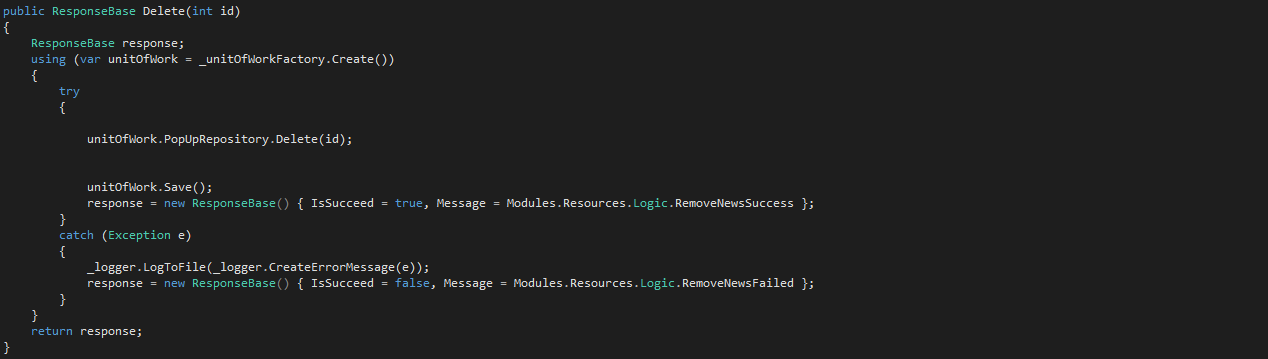 public ResponseBase Delete(int id)
{
    ResponseBase response;
    using (var unitOfWork = _unitOfWorkFactory.Create())
    {
        try
        {
            unitOfWork.PopUpRepository.Delete(id);
            unitOfWork.Save();
            response = new ResponseBase() { IsSucceed = true, Message = Modules.Resources.Logic.RemoveNewsSuccess };
        }
        catch (Exception e)
        {
            _logger.LogToFile(_logger.CreateErrorMessage(e));
            response = new ResponseBase() { IsSucceed = false, Message = Modules.Resources.Logic.RemoveNewsFailed };
        }
    }
    return response;
}